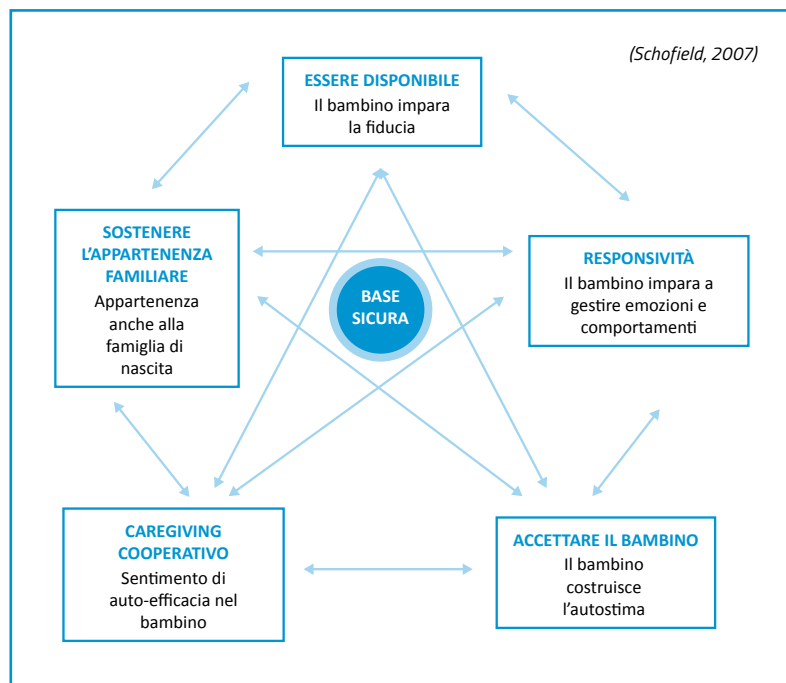 (Schofield, 2007)
ESSERE DISPONIBILE
Il bambino impara
la fiducia
SOSTENERE
L’APPARTENENZA
FAMILIARE
Appartenenza
anche alla
famiglia di
nascita
BASE
SICURA
RESPONSIVITÀ
Il bambino impara a
gestire emozioni e
comportamenti
CAREGIVING
COOPERATIVO
Sentimento di
auto-efficacia nel
bambino
ACCETTARE IL BAMBINO
Il bambino
costruisce
l’autostima